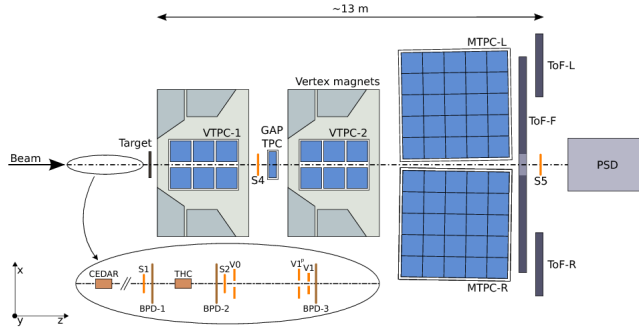 ~13 m
MTPC-L
ToF-L
Vertex magnets
ToF-F
Target
VTPC-1
GAP
TPC
VTPC-2
Beam
S4
S5
PSD
x
y
z
CEDAR
S1
THC
S2
V0
V1ᵖ
V1
BPD-1
BPD-2
BPD-3
MTPC-R
ToF-R